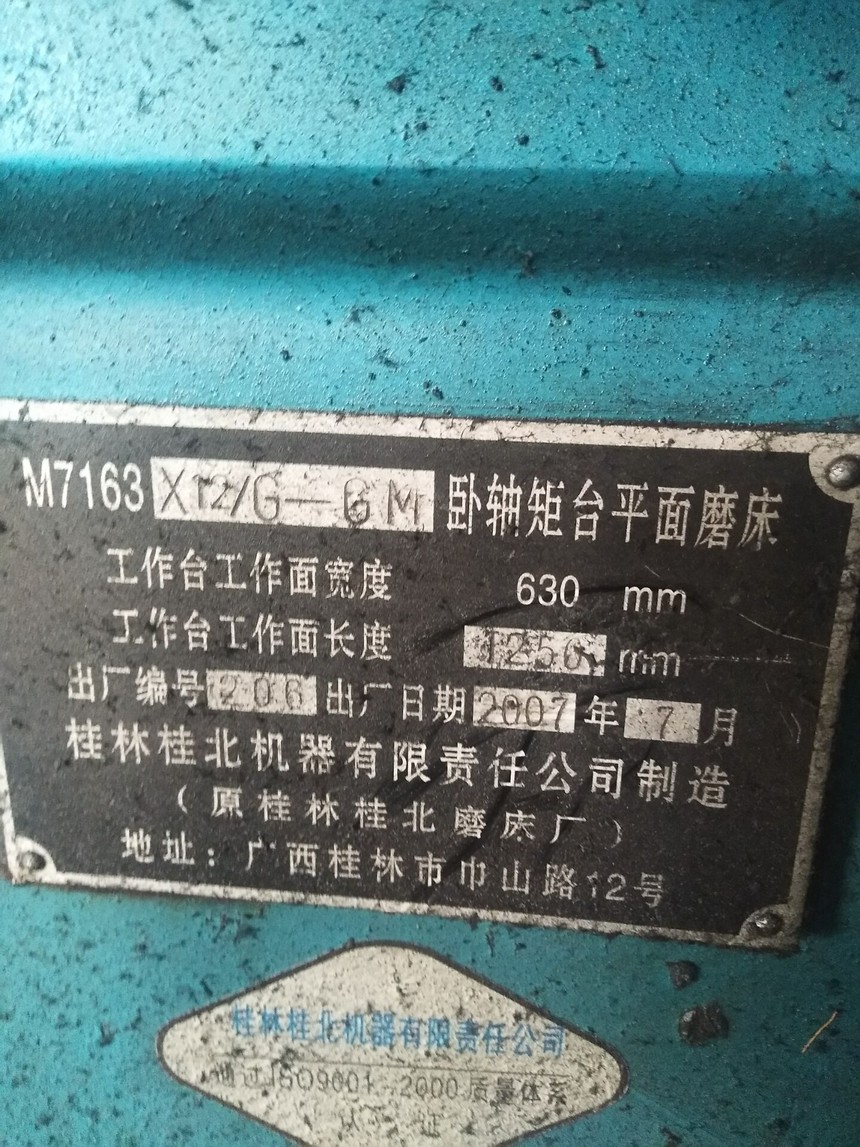 M7163X12/G—GM 卧轴矩台平面磨床
工作台工作面宽度 630 mm
工作台工作面长度 1250 mm
出厂编号 206 出厂日期 2007 年 7 月
桂林桂北机器有限责任公司制造
（原桂林桂北磨床厂）
地址：广西桂林市巾山路12号
桂林桂北机器有限责任公司
通过ISO9001-2000质量体系
认证